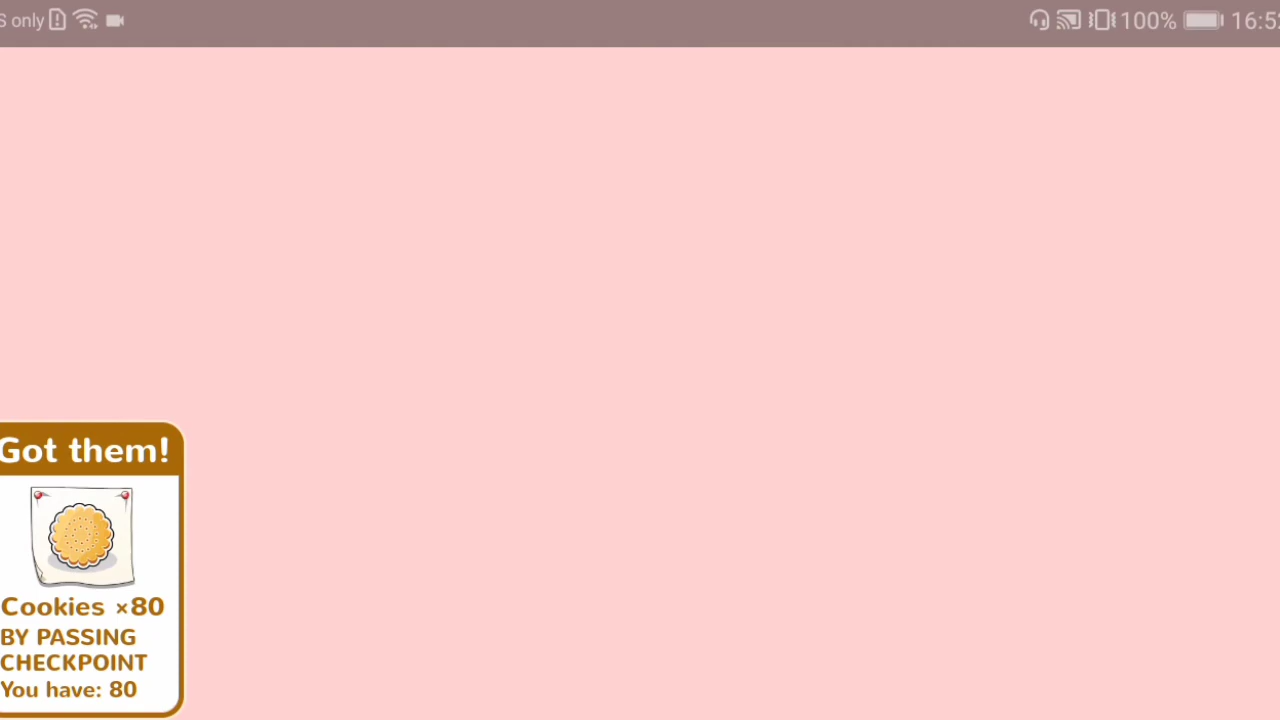 S only 100% 16:5
Got them!
Cookies ×80
BY PASSING
CHECKPOINT
You have: 80